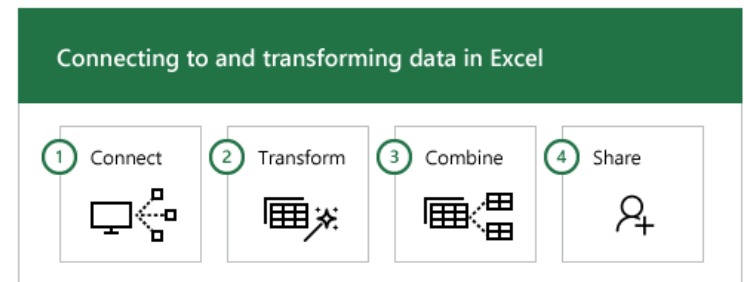 Connecting to and transforming data in Excel
1 Connect
2 Transform
3 Combine
4 Share